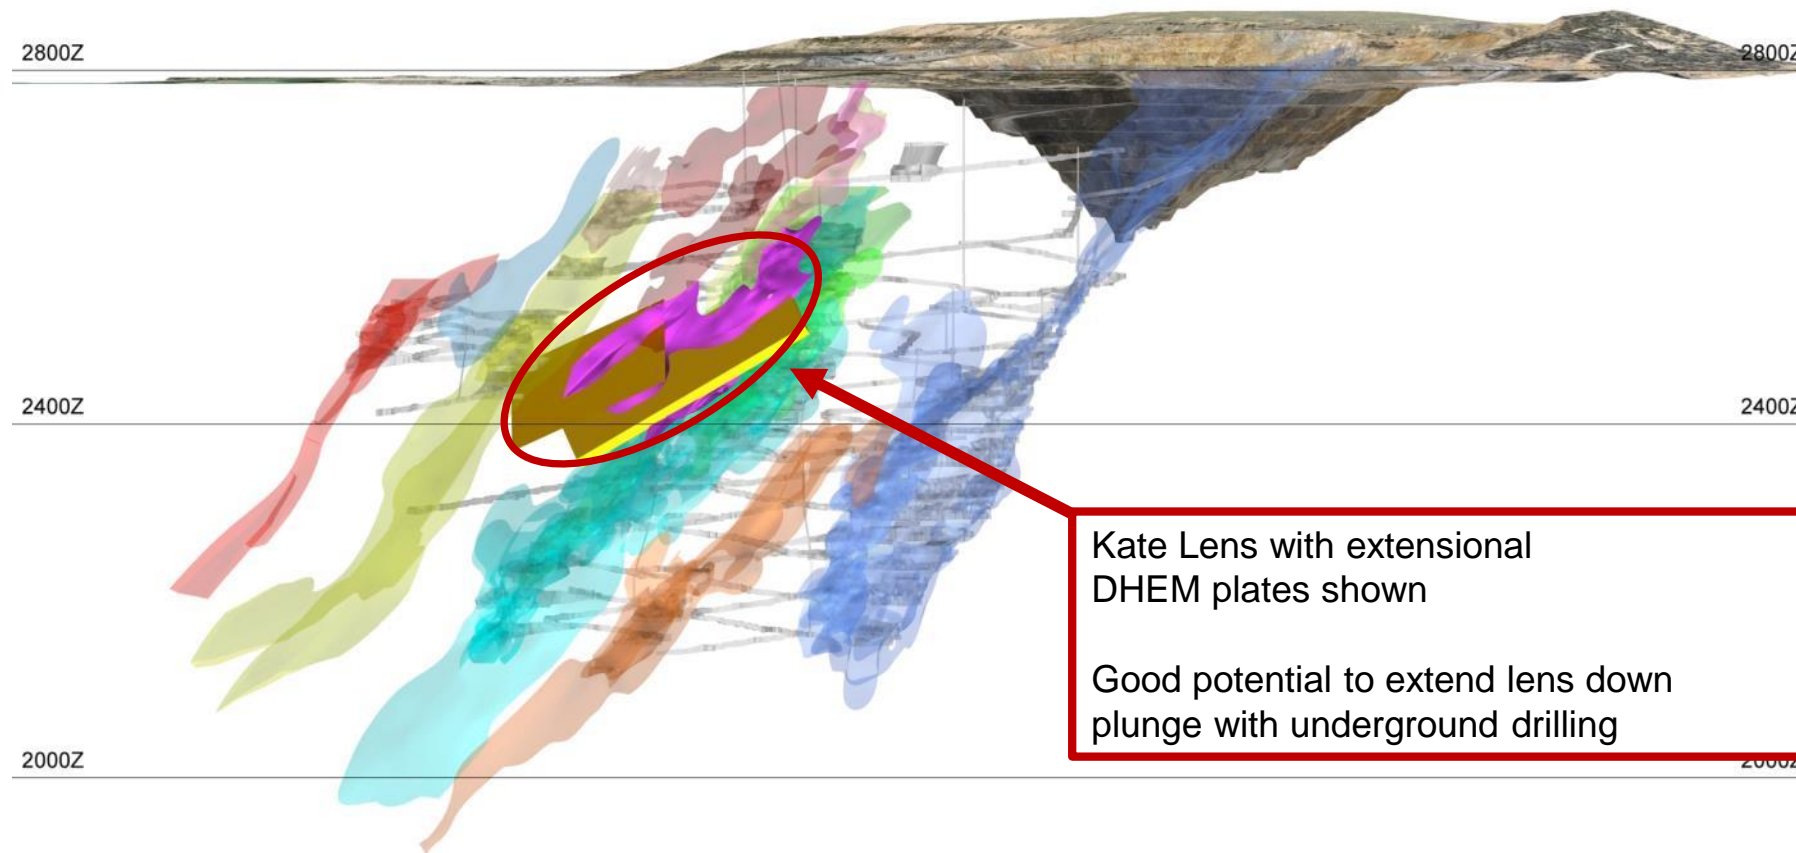 2800Z
2800Z
2400Z
2400Z
Kate Lens with extensional
DHEM plates shown
Good potential to extend lens down
plunge with underground drilling
2000Z
2000Z